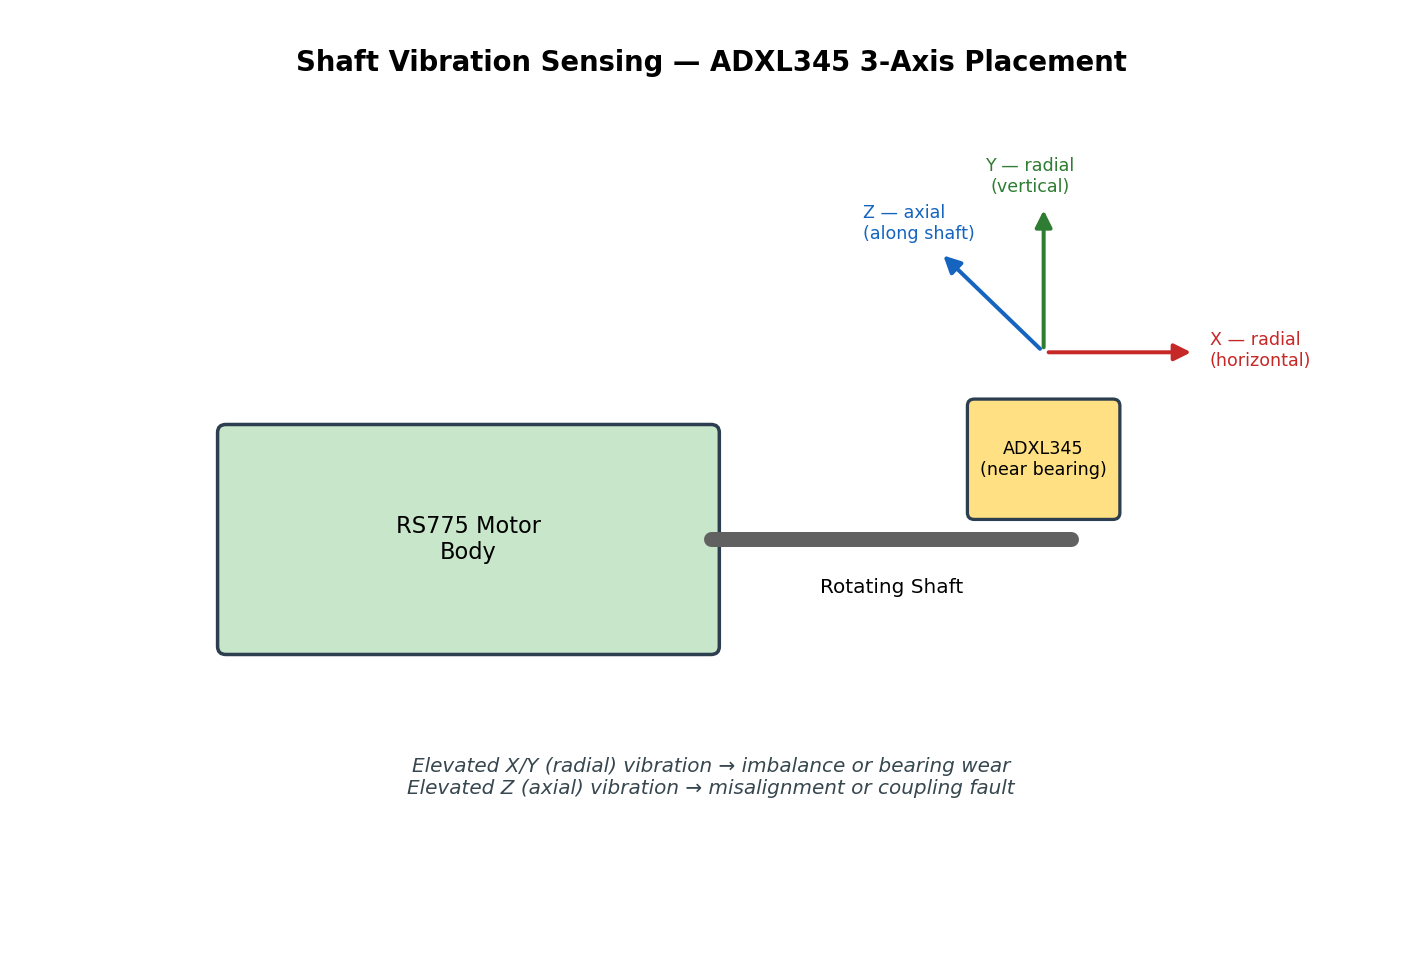 Shaft Vibration Sensing — ADXL345 3-Axis Placement
Y — radial
(vertical)
Z — axial
(along shaft)
X — radial
(horizontal)
ADXL345
(near bearing)
RS775 Motor
Body
Rotating Shaft
Elevated X/Y (radial) vibration → imbalance or bearing wear
Elevated Z (axial) vibration → misalignment or coupling fault